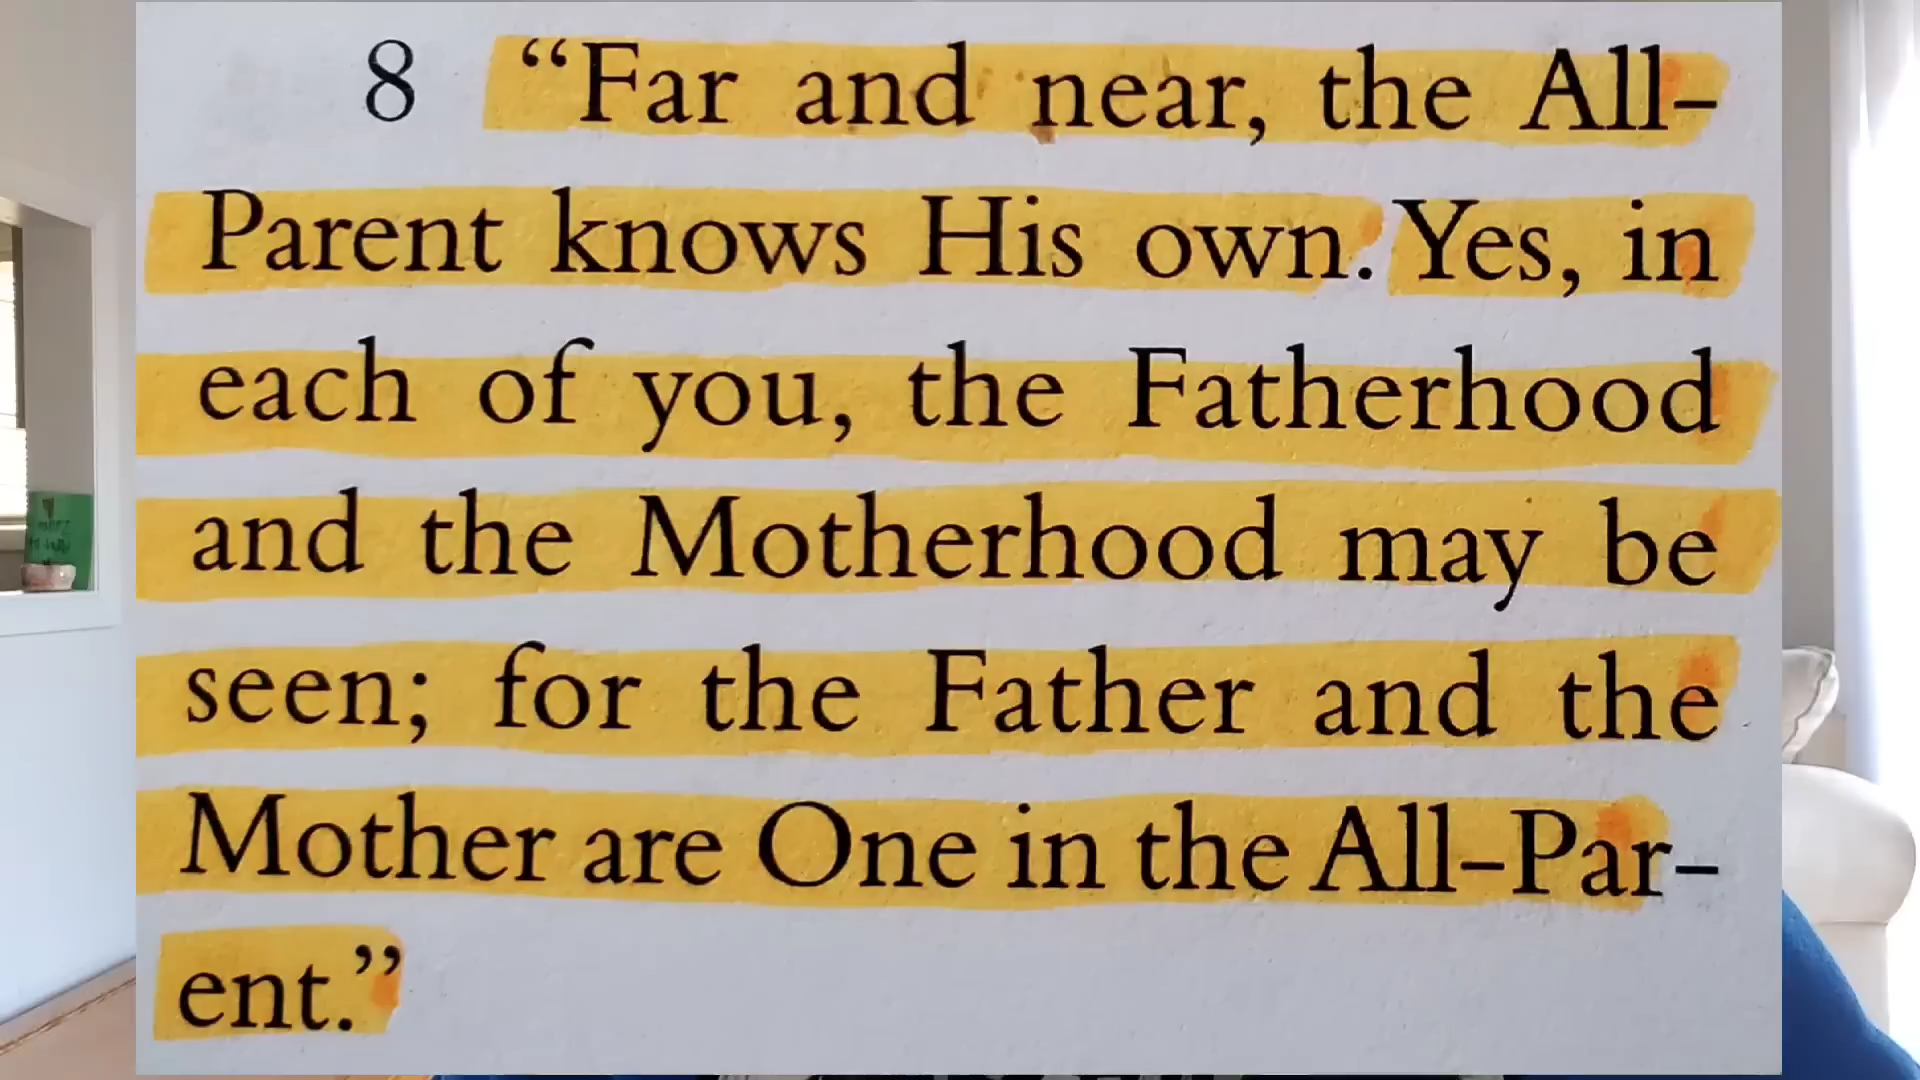 8 “Far and near, the All-
Parent knows His own. Yes, in
each of you, the Fatherhood
and the Motherhood may be
seen; for the Father and the
Mother are One in the All-Par-
ent.”